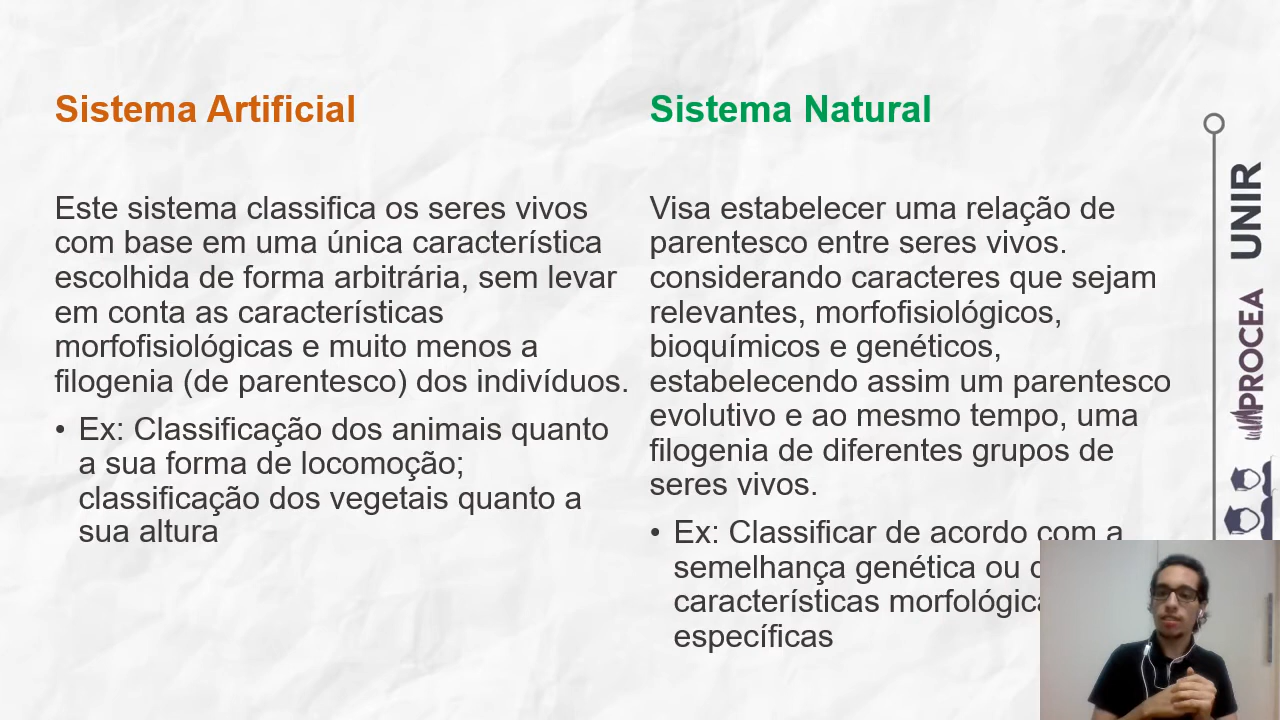 Sistema Artificial
Este sistema classifica os seres vivos
com base em uma única característica
escolhida de forma arbitrária, sem levar
em conta as características
morfofisiológicas e muito menos a
filogenia (de parentesco) dos indivíduos.
• Ex: Classificação dos animais quanto
a sua forma de locomoção;
classificação dos vegetais quanto a
sua altura
Sistema Natural
Visa estabelecer uma relação de
parentesco entre seres vivos.
considerando caracteres que sejam
relevantes, morfofisiológicos,
bioquímicos e genéticos,
estabelecendo assim um parentesco
evolutivo e ao mesmo tempo, uma
filogenia de diferentes grupos de
seres vivos.
• Ex: Classificar de acordo com a
semelhança genética ou
específicas
UNIR
PROCEA